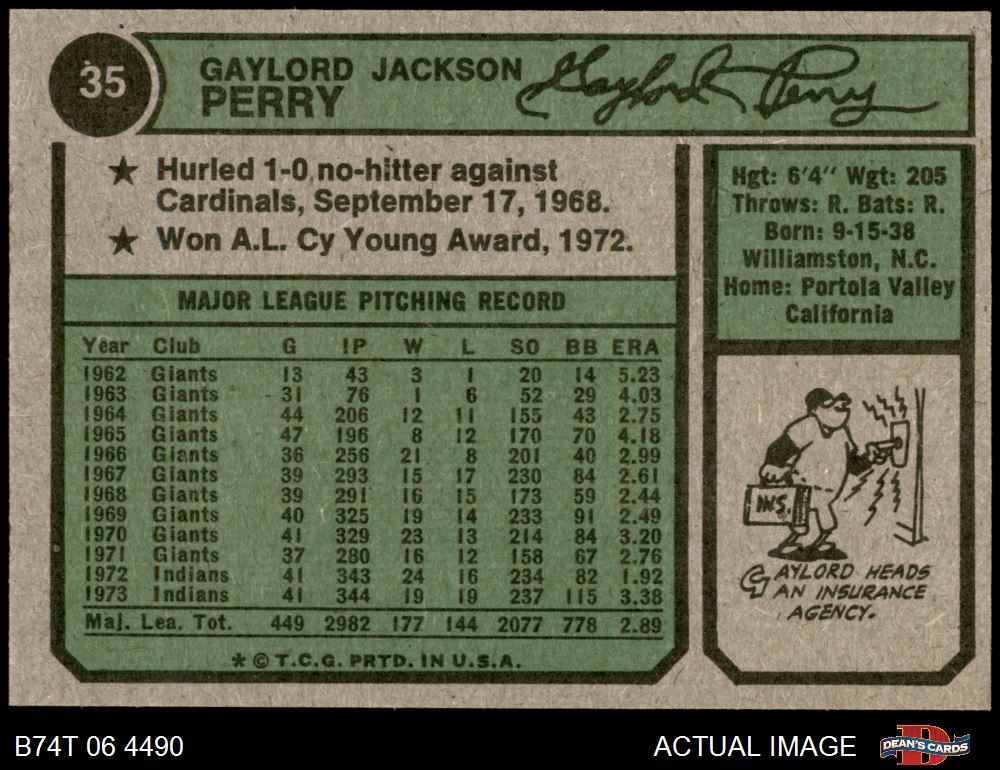 35
GAYLORD JACKSON
PERRY
Gaylord Perry
★ Hurled 1-0 no-hitter against
Cardinals, September 17, 1968.
★ Won A.L. Cy Young Award, 1972.
MAJOR LEAGUE PITCHING RECORD
Year Club G IP W L SO BB ERA
1962 Giants 13 43 3 1 20 14 5.23
1963 Giants 31 76 1 6 52 29 4.03
1964 Giants 44 206 12 11 155 43 2.75
1965 Giants 47 196 8 12 170 70 4.18
1966 Giants 36 256 21 8 201 40 2.99
1967 Giants 39 293 15 17 230 84 2.61
1968 Giants 39 291 16 15 173 59 2.44
1969 Giants 40 325 19 14 233 91 2.49
1970 Giants 41 329 23 13 214 84 3.20
1971 Giants 37 280 16 12 158 67 2.76
1972 Indians 41 343 24 16 234 82 1.92
1973 Indians 41 344 19 19 237 115 3.38
Maj. Lea. Tot. 449 2982 177 144 2077 778 2.89
★ © T.C.G. PRTD. IN U.S.A.
Hgt: 6'4" Wgt: 205
Throws: R. Bats: R.
Born: 9-15-38
Williamston, N.C.
Home: Portola Valley
California
INS.
GAYLORD HEADS
AN INSURANCE
AGENCY.
B74T 06 4490
ACTUAL IMAGE
D
DEAN'S CARDS